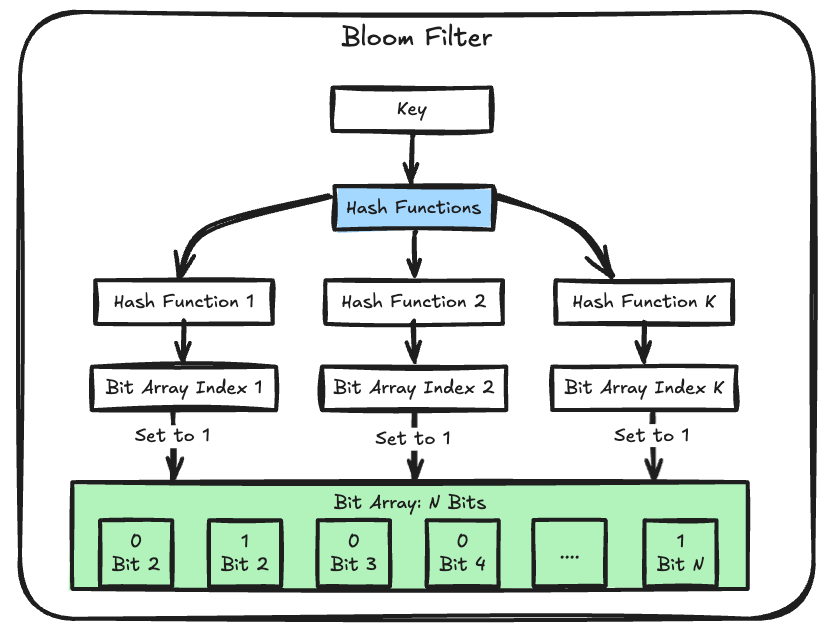 Bloom Filter
Key
Hash Functions
Hash Function 1
Hash Function 2
Hash Function K
Bit Array Index 1
Bit Array Index 2
Bit Array Index K
Set to 1
Set to 1
Set to 1
Bit Array: N Bits
0
Bit 2
1
Bit 2
0
Bit 3
0
Bit 4
....
1
Bit N